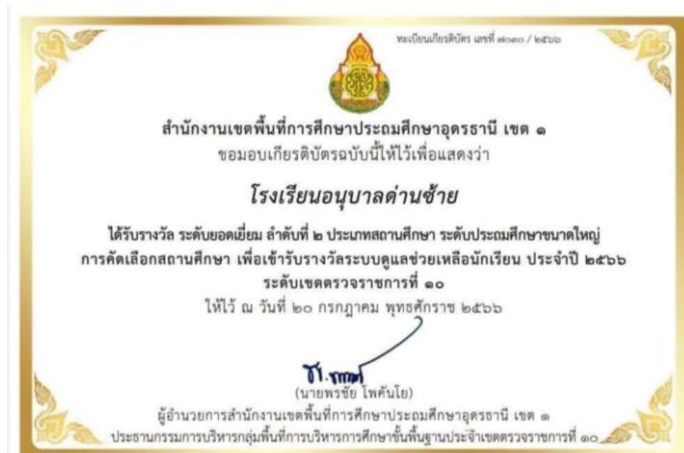 ทะเบียนเกียรติบัตร เลขที่ ๗๐๓๐ / ๒๕๖๖
สำนักงานเขตพื้นที่การศึกษาประถมศึกษาอุดรธานี เขต ๑
ขอมอบเกียรติบัตรฉบับนี้ให้ไว้เพื่อแสดงว่า
โรงเรียนอนุบาลด่านซ้าย
ได้รับรางวัล ระดับยอดเยี่ยม ลำดับที่ ๒ ประเภทสถานศึกษา ระดับประถมศึกษาขนาดใหญ่
การคัดเลือกสถานศึกษา เพื่อเข้ารับรางวัลระบบดูแลช่วยเหลือนักเรียน ประจำปี ๒๕๖๖
ระดับเขตตรวจราชการที่ ๑๐
ให้ไว้ ณ วันที่ ๒๐ กรกฎาคม พุทธศักราช ๒๕๖๖
(นายพรชัย โพคันโย)
ผู้อำนวยการสำนักงานเขตพื้นที่การศึกษาประถมศึกษาอุดรธานี เขต ๑
ประธานกรรมการบริหารกลุ่มพื้นที่การบริหารการศึกษาขั้นพื้นฐานประจำเขตตรวจราชการที่ ๑๐